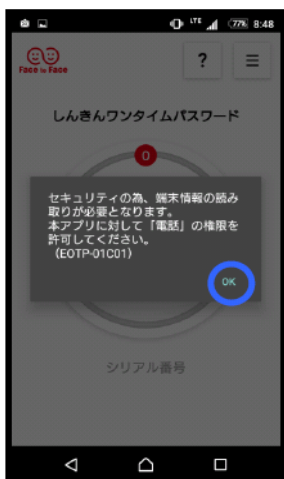 LTE 77% 8:48
Face to Face
?
しんきんワンタイムパスワード
0
セキュリティの為、端末情報の読み
取りが必要となります。
本アプリに対して「電話」の権限を
許可してください。
(EOTP-01C01)
OK
シリアル番号